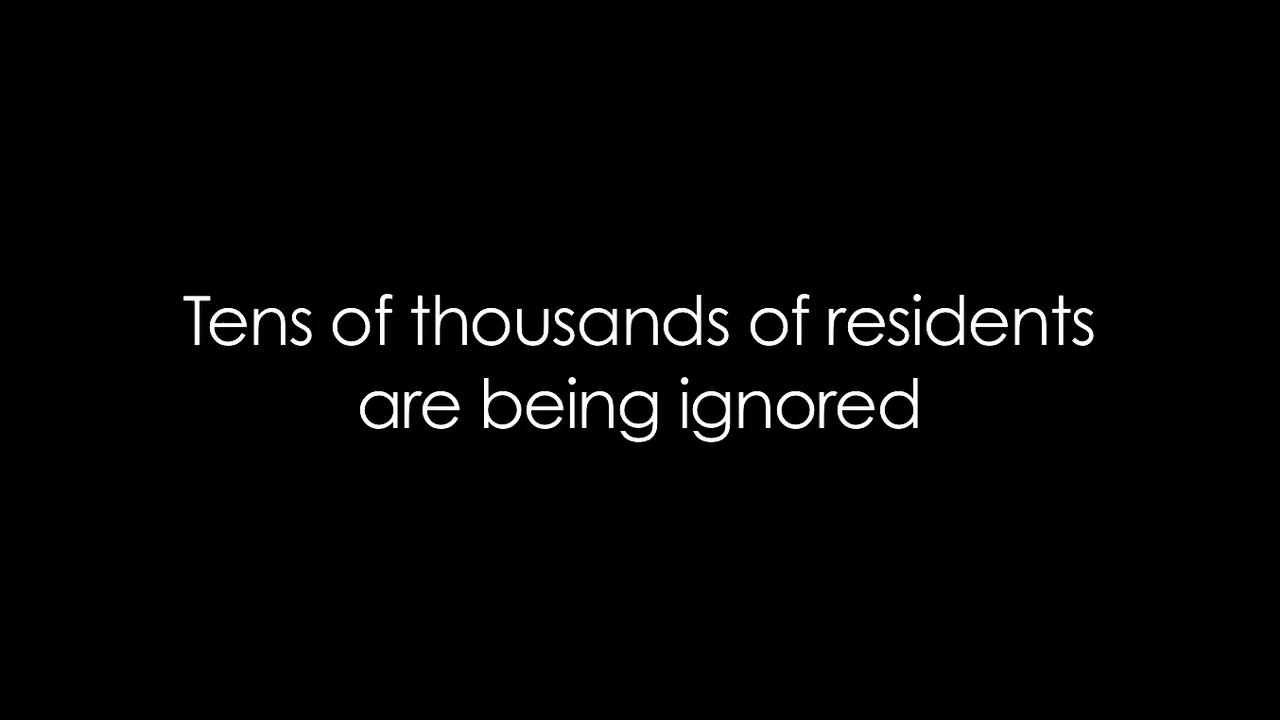 Tens of thousands of residents
are being ignored